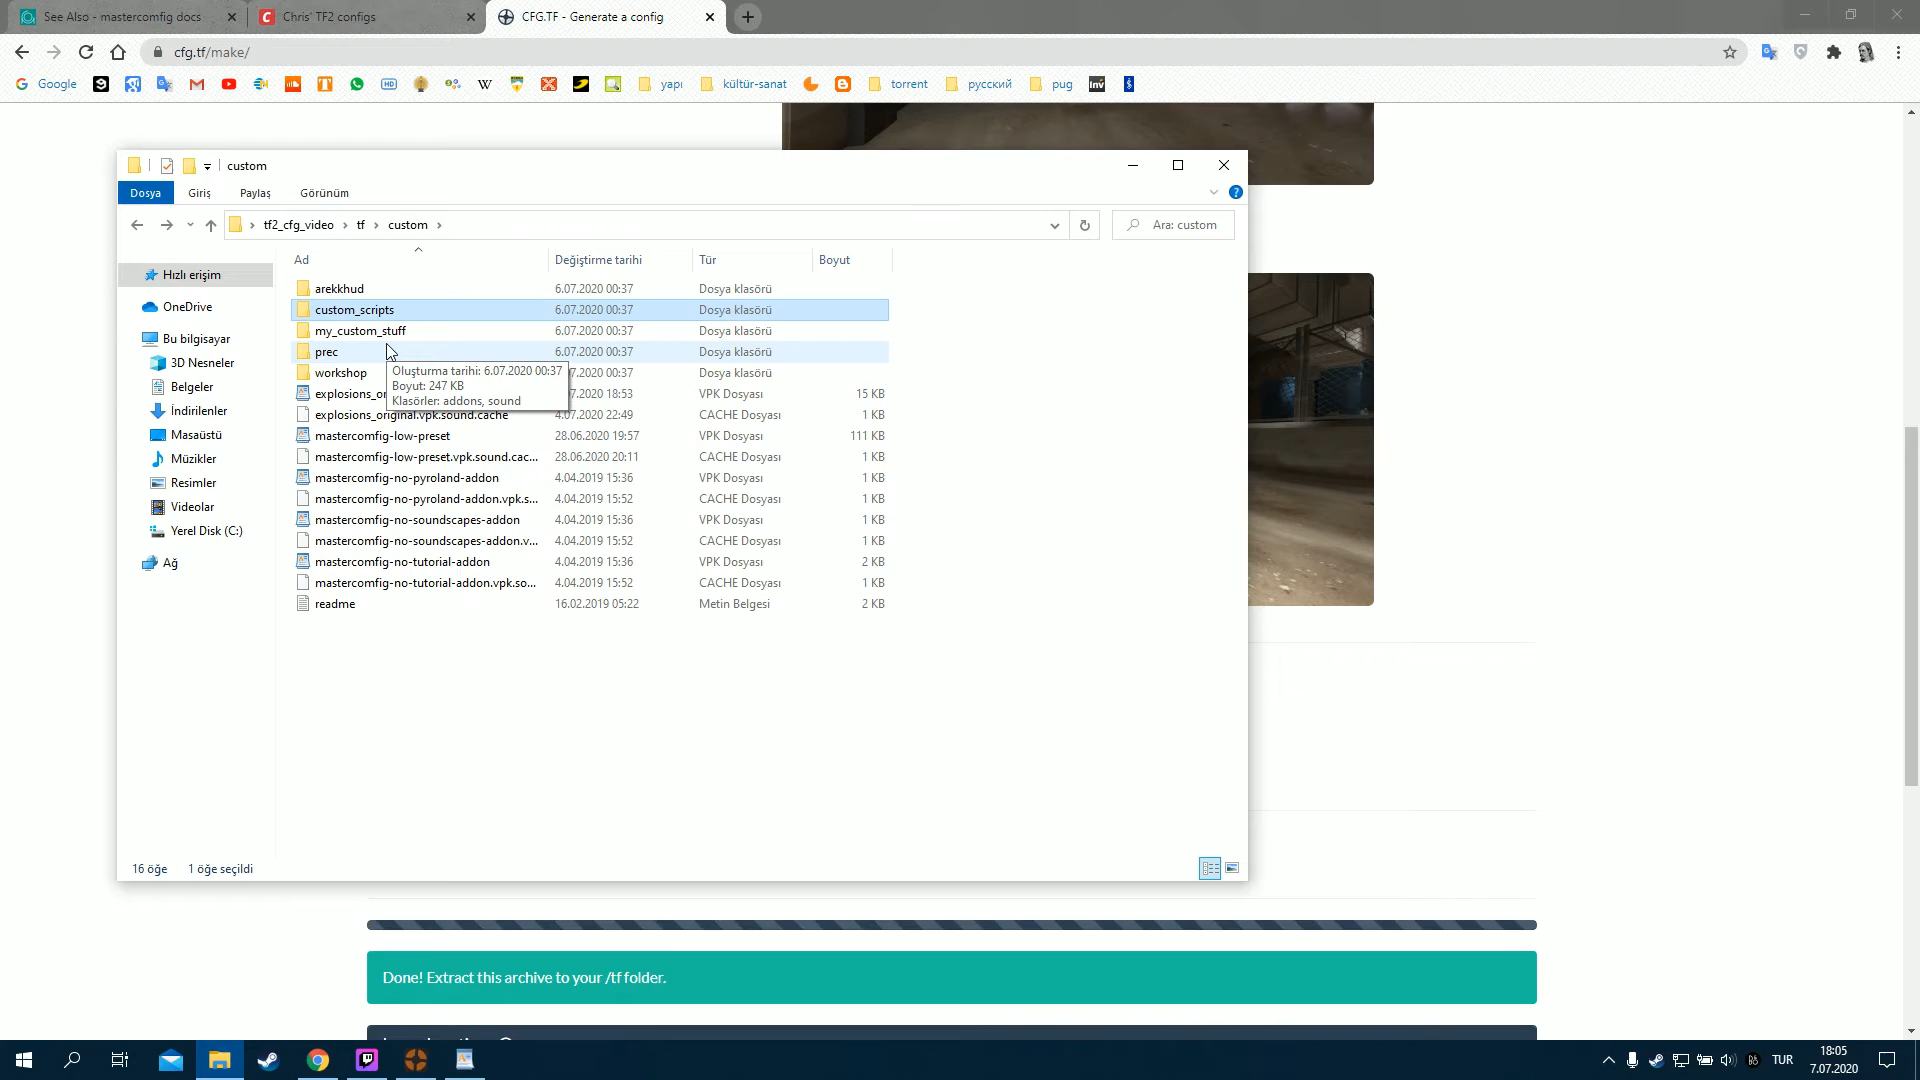 See Also - mastercomfig docs
Chris' TF2 configs
CFG.TF - Generate a config
cfg.tf/make/
Google
yapı
kültür-sanat
torrent
русский
pug
custom
Dosya
Giriş
Paylaş
Görünüm
tf2_cfg_video
tf
custom
Ara: custom
Ad
Değiştirme tarihi
Tür
Boyut
Hızlı erişim
OneDrive
Bu bilgisayar
3D Nesneler
Belgeler
İndirilenler
Masaüstü
Müzikler
Resimler
Videolar
Yerel Disk (C:)
Ağ
arekkhud 6.07.2020 00:37 Dosya klasörü
custom_scripts 6.07.2020 00:37 Dosya klasörü
my_custom_stuff 6.07.2020 00:37 Dosya klasörü
prec 6.07.2020 00:37 Dosya klasörü
workshop 07.2020 00:37 Dosya klasörü
VPK Dosyası 15 KB
explosions_original.vpk.sound.cache 4.07.2020 22:49 CACHE Dosyası 1 KB
mastercomfig-low-preset 28.06.2020 19:57 VPK Dosyası 111 KB
mastercomfig-low-preset.vpk.sound.cac... 28.06.2020 20:11 CACHE Dosyası 1 KB
mastercomfig-no-pyroland-addon 4.04.2019 15:36 VPK Dosyası 1 KB
mastercomfig-no-pyroland-addon.vpk.s... 4.04.2019 15:52 CACHE Dosyası 1 KB
mastercomfig-no-soundscapes-addon 4.04.2019 15:36 VPK Dosyası 1 KB
mastercomfig-no-soundscapes-addon.v... 4.04.2019 15:52 CACHE Dosyası 1 KB
mastercomfig-no-tutorial-addon 4.04.2019 15:36 VPK Dosyası 2 KB
mastercomfig-no-tutorial-addon.vpk.so... 4.04.2019 15:52 CACHE Dosyası 1 KB
readme 16.02.2019 05:22 Metin Belgesi 2 KB
Oluşturma tarihi: 6.07.2020 00:37
Boyut: 247 KB
Klasörler: addons, sound
16 öğe
1 öğe seçildi
Done! Extract this archive to your /tf folder.
TUR
18:05
7.07.2020